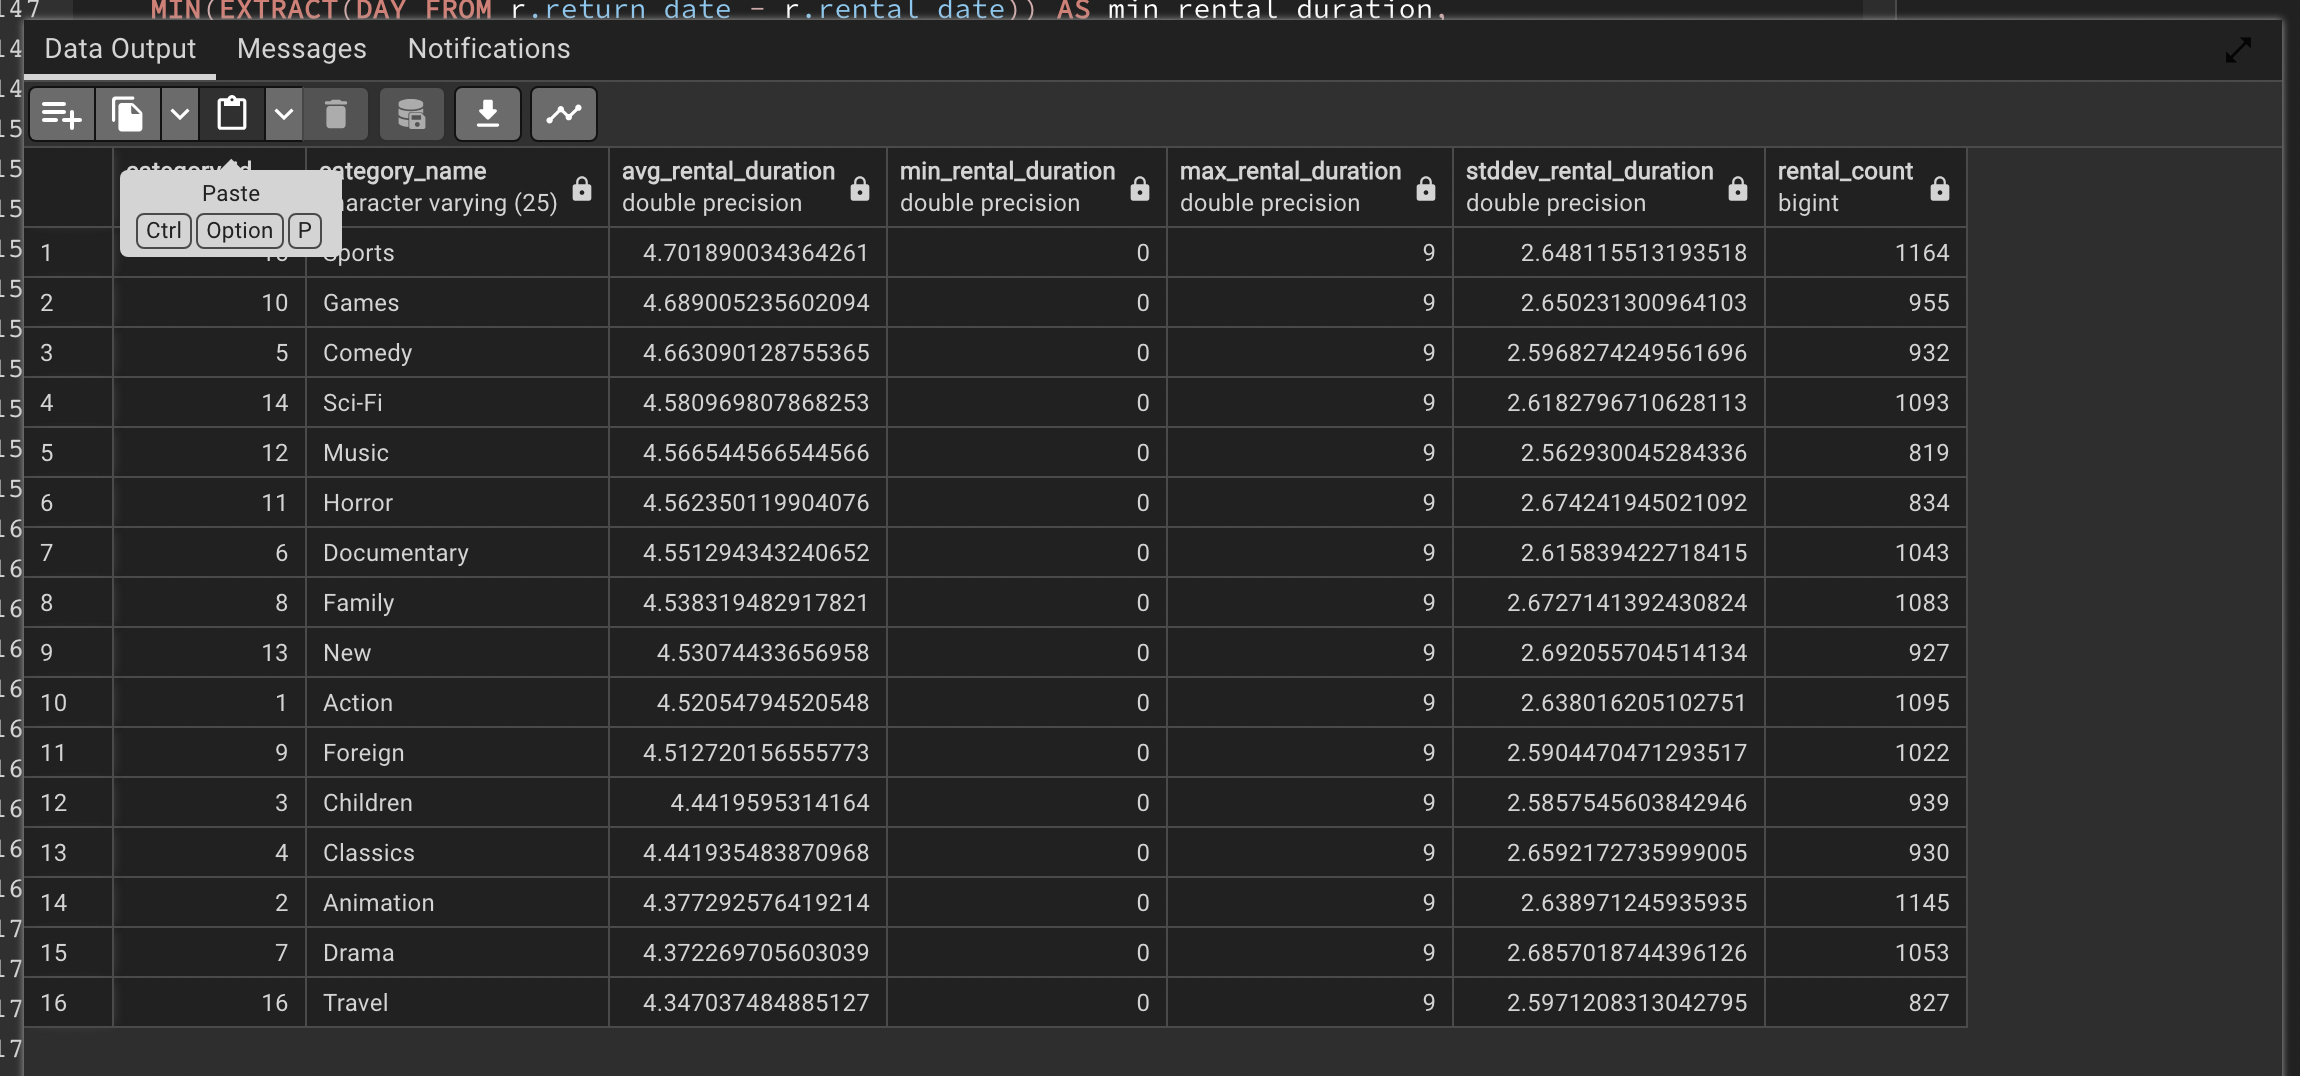 147 MIN(EXTRACT(DAY FROM r.return_date - r.rental_date)) AS min_rental_duration,
Data Output Messages Notifications
category_name avg_rental_duration min_rental_duration max_rental_duration stddev_rental_duration rental_count
character varying (25) double precision double precision double precision double precision bigint
Paste
Ctrl Option P
1 Sports 4.701890034364261 0 9 2.648115513193518 1164
2 10 Games 4.689005235602094 0 9 2.650231300964103 955
3 5 Comedy 4.663090128755365 0 9 2.5968274249561696 932
4 14 Sci-Fi 4.580969807868253 0 9 2.6182796710628113 1093
5 12 Music 4.566544566544566 0 9 2.562930045284336 819
6 11 Horror 4.562350119904076 0 9 2.674241945021092 834
7 6 Documentary 4.551294343240652 0 9 2.615839422718415 1043
8 8 Family 4.538319482917821 0 9 2.6727141392430824 1083
9 13 New 4.53074433656958 0 9 2.692055704514134 927
10 1 Action 4.52054794520548 0 9 2.638016205102751 1095
11 9 Foreign 4.512720156555773 0 9 2.5904470471293517 1022
12 3 Children 4.4419595314164 0 9 2.5857545603842946 939
13 4 Classics 4.441935483870968 0 9 2.6592172735999005 930
14 2 Animation 4.377292576419214 0 9 2.638971245935935 1145
15 7 Drama 4.372269705603039 0 9 2.6857018744396126 1053
16 16 Travel 4.347037484885127 0 9 2.5971208313042795 827